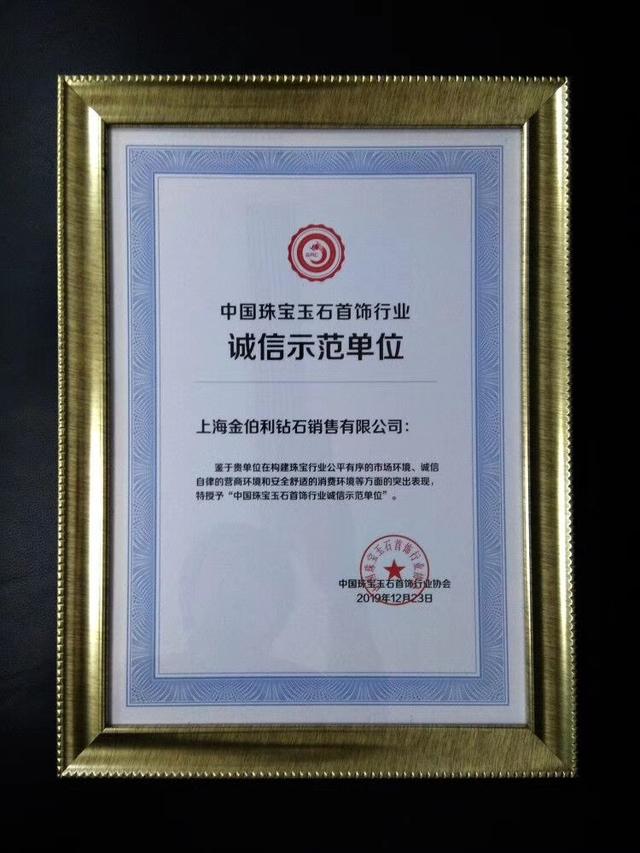 中国珠宝玉石首饰行业
诚信示范单位
上海金伯利钻石销售有限公司：
鉴于贵单位在构建珠宝行业公平有序的市场环境、诚信
自律的营商环境和安全舒适的消费环境等方面的突出表现，
特授予“中国珠宝玉石首饰行业诚信示范单位”。
中国珠宝玉石首饰行业协会
2019年12月23日